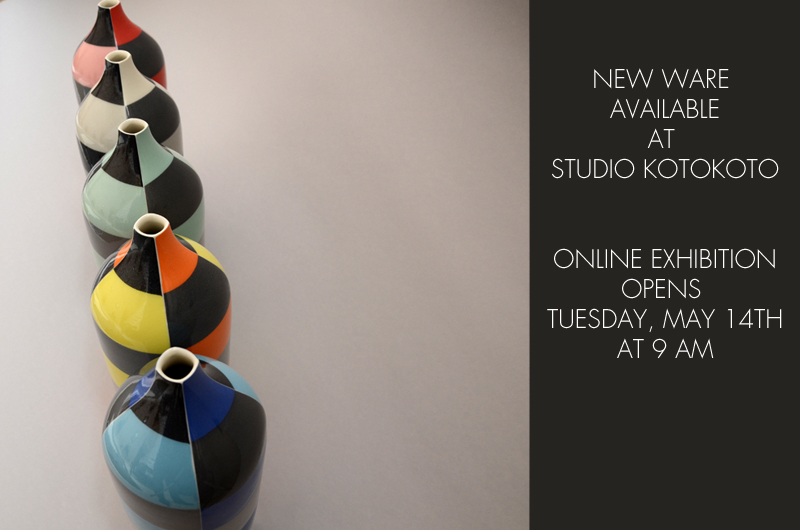 NEW WARE
AVAILABLE
AT
STUDIO KOTOKOTO
ONLINE EXHIBITION
OPENS
TUESDAY, MAY 14TH
AT 9 AM